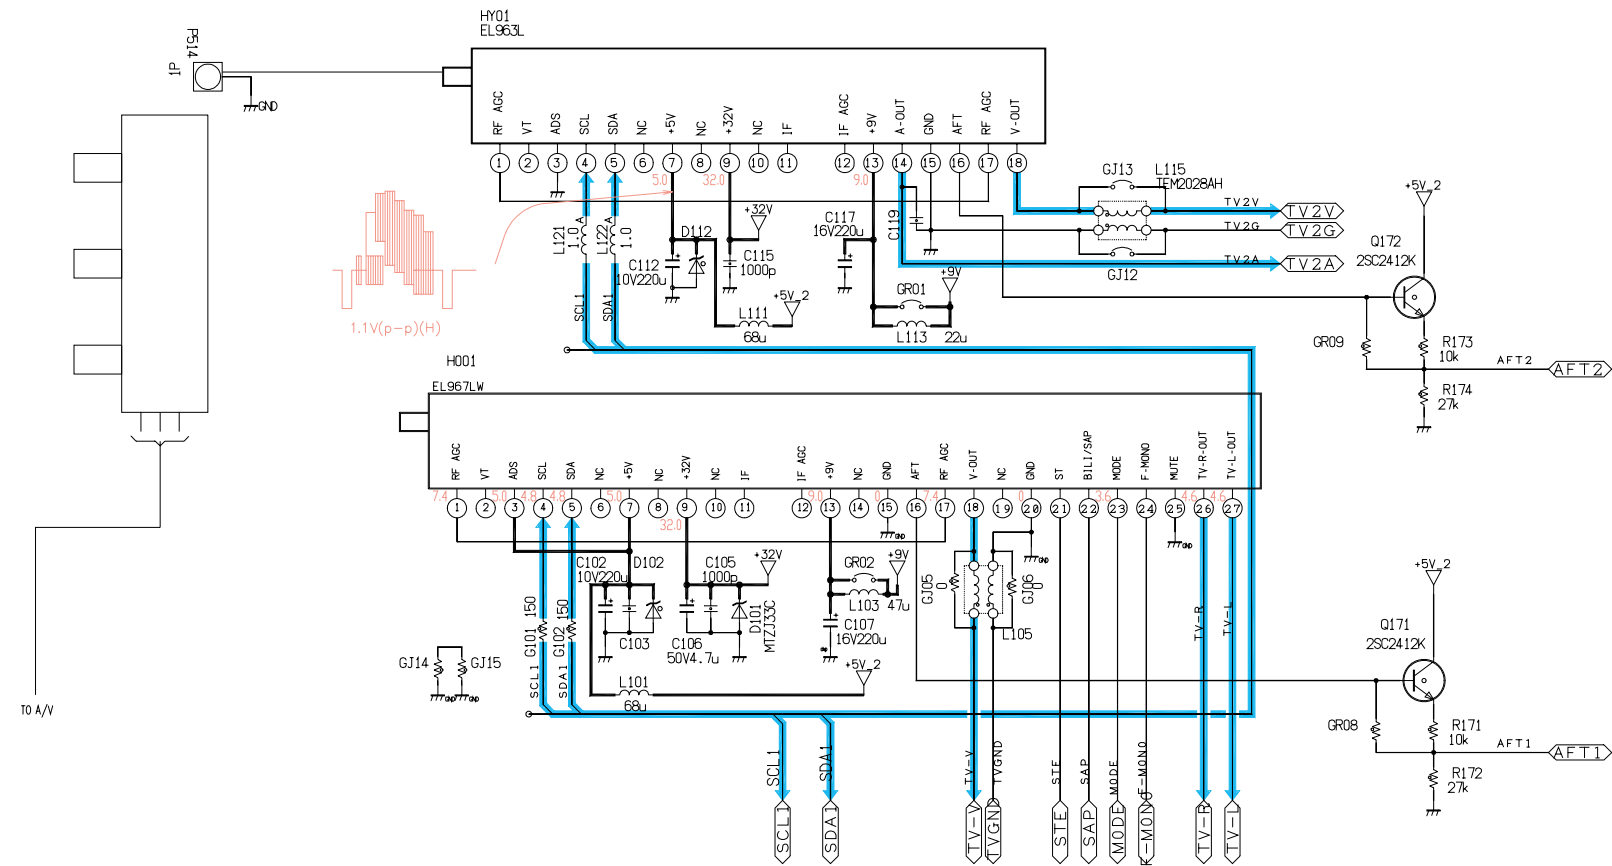 HY01
EL963L
P514
1P
GND
RF AGC
VT
ADS
SCL
SDA
NC
+5V
NC
+32V
NC
IF
IF AGC
+9V
A-OUT
GND
AFT
RF AGC
V-OUT
1 2 3 4 5 6 7 8 9 10 11 12 13 14 15 16 17 18
5.0
32.0
9.0
GJ13
L115
TEM2028AH
TV2V
TV2V
TV2G
TV2G
TV2A
TV2A
GJ12
+5V_2
Q172
2SC2412K
L121
1.0
L122
1.0
A
A
D112
C112
10V220u
+32V
C115
1000p
C117
16V220u
C119
+9V
GR01
L113
22u
+5V_2
L111
68u
SCL1
SDA1
1.1V(p-p)(H)
GR09
R173
10k
R174
27k
AFT2
AFT2
H001
EL967LW
RF AGC
VT
ADS
SCL
SDA
NC
+5V
NC
+32V
NC
IF
IF AGC
+9V
NC
GND
AFT
RF AGC
V-OUT
NC
GND
ST
BILI/SAP
MODE
F-MONO
MUTE
TV-R-OUT
TV-L-OUT
7.4
5.0
4.8
4.8
5.0
9.0
0
7.4
0
3.6
4.6
4.6
1 2 3 4 5 6 7 8 9 10 11 12 13 14 15 16 17 18 19 20 21 22 23 24 25 26 27
32.0
GND
GND
GND
C102
10V220u
D102
C105
1000p
+32V
D101
MTZJ33C
C103
C106
50V4.7u
GR02
+9V
L103
47u
C107
16V220u
GJ05
0
GJ06
0
L105
G101 150
G102 150
GJ14
GJ15
GND
GND
L101
68u
+5V_2
SCL1
SDA1
TO A/V
TV-R
TV-L
+5V_2
Q171
2SC2412K
GR08
R171
10k
R172
27k
AFT1
AFT1
SCL1
SDA1
TV-V
TVGND
STE
SAP
MODE
F-MONO
SCL1
SDA1
TV-V
TVGND
STE
SAP
MODE
F-MONO
TV-R
TV-L